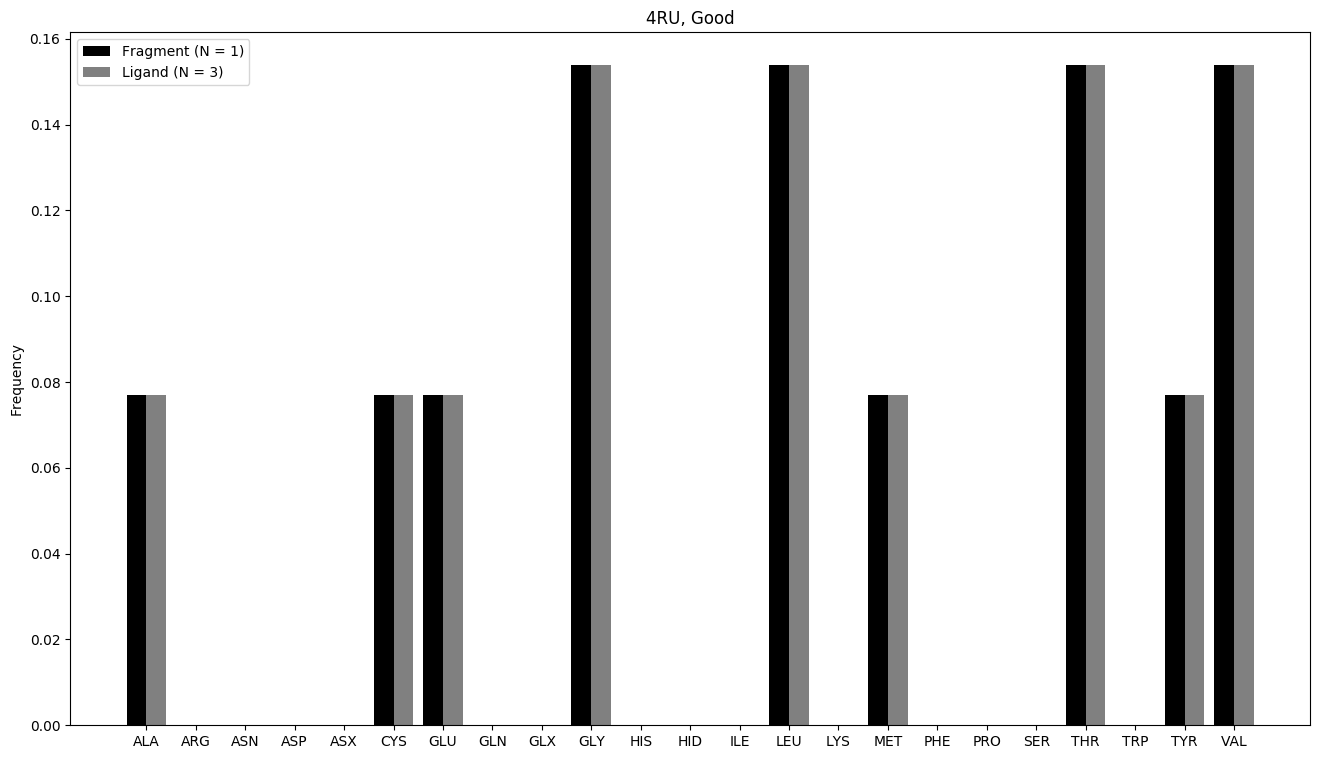 4RU, Good
Fragment (N = 1)
Ligand (N = 3)
Frequency
0.16
0.14
0.12
0.10
0.08
0.06
0.04
0.02
0.00
ALA ARG ASN ASP ASX CYS GLU GLN GLX GLY HIS HID ILE LEU LYS MET PHE PRO SER THR TRP TYR VAL